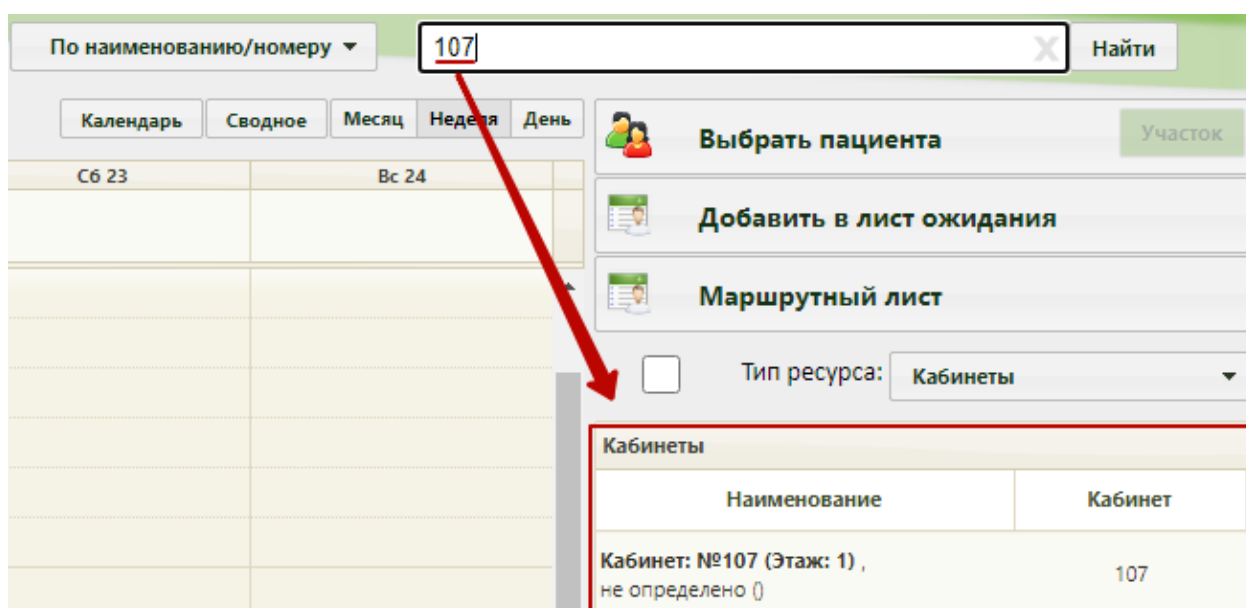 По наименованию/номеру 107 X Найти
Календарь Сводное Месяц Неделя День
Выбрать пациента Участок
Сб 23 Вс 24
Добавить в лист ожидания
Маршрутный лист
Тип ресурса: Кабинеты
Кабинеты
Наименование Кабинет
Кабинет: №107 (Этаж: 1) ,
не определено () 107